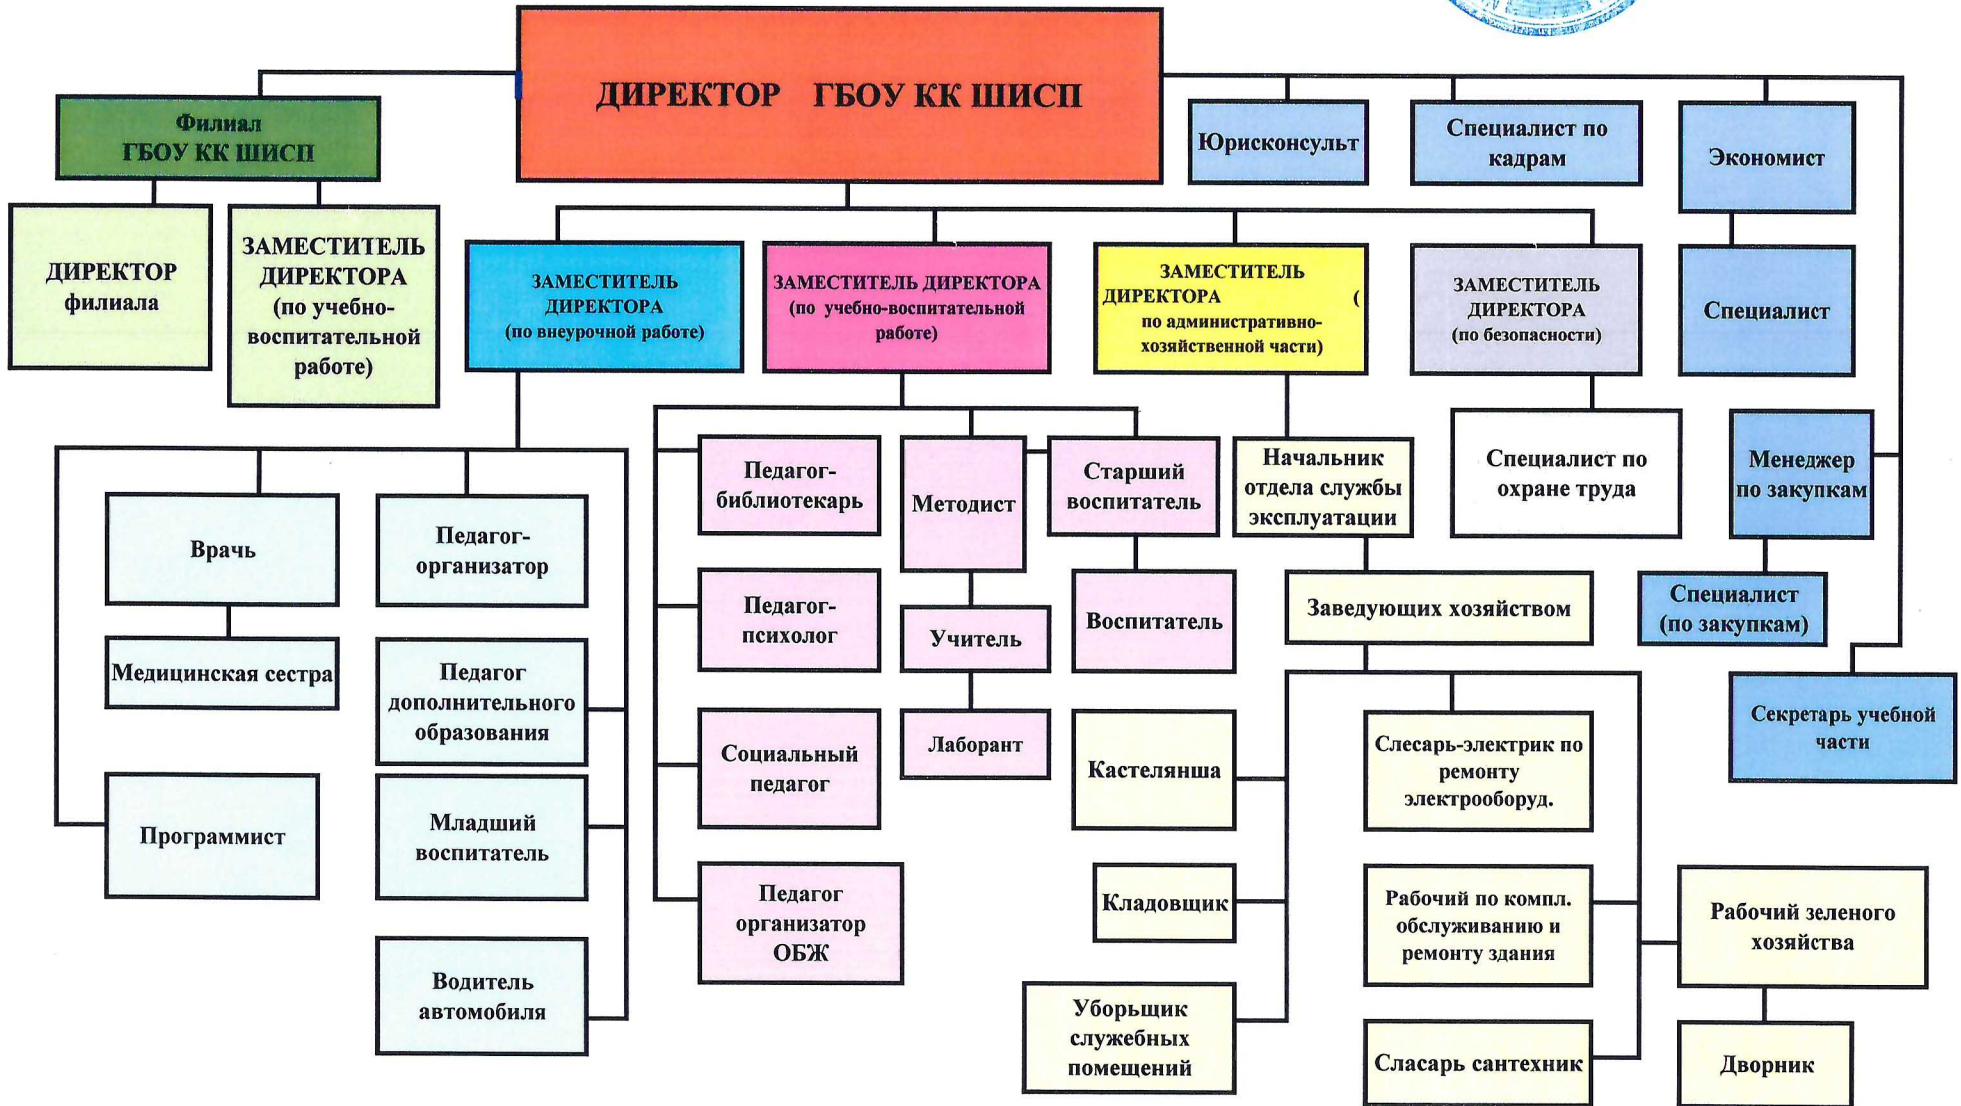 ДИРЕКТОР ГБОУ КК ШИСП
Филиал
ГБОУ КК ШИСП
Юрисконсульт
Специалист по
кадрам
Экономист
ДИРЕКТОР
филиала
ЗАМЕСТИТЕЛЬ
ДИРЕКТОРА
(по учебно-
воспитательной
работе)
ЗАМЕСТИТЕЛЬ
ДИРЕКТОРА
(по внеурочной работе)
ЗАМЕСТИТЕЛЬ ДИРЕКТОРА
(по учебно-воспитательной
работе)
ЗАМЕСТИТЕЛЬ
ДИРЕКТОРА (
по административно-
хозяйственной части)
ЗАМЕСТИТЕЛЬ
ДИРЕКТОРА
(по безопасности)
Специалист
Педагог-
библиотекарь
Методист
Старший
воспитатель
Начальник
отдела службы
эксплуатации
Специалист по
охране труда
Менеджер
по закупкам
Врачь
Педагог-
организатор
Педагог-
психолог
Учитель
Воспитатель
Заведующих хозяйством
Специалист
(по закупкам)
Медицинская сестра
Педагог
дополнительного
образования
Социальный
педагог
Лаборант
Кастелянша
Слесарь-электрик по
ремонту
электрооборуд.
Секретарь учебной
части
Программист
Младший
воспитатель
Педагог
организатор
ОБЖ
Кладовщик
Рабочий по компл.
обслуживанию и
ремонту здания
Рабочий зеленого
хозяйства
Водитель
автомобиля
Уборьщик
служебных
помещений
Сласарь сантехник
Дворник